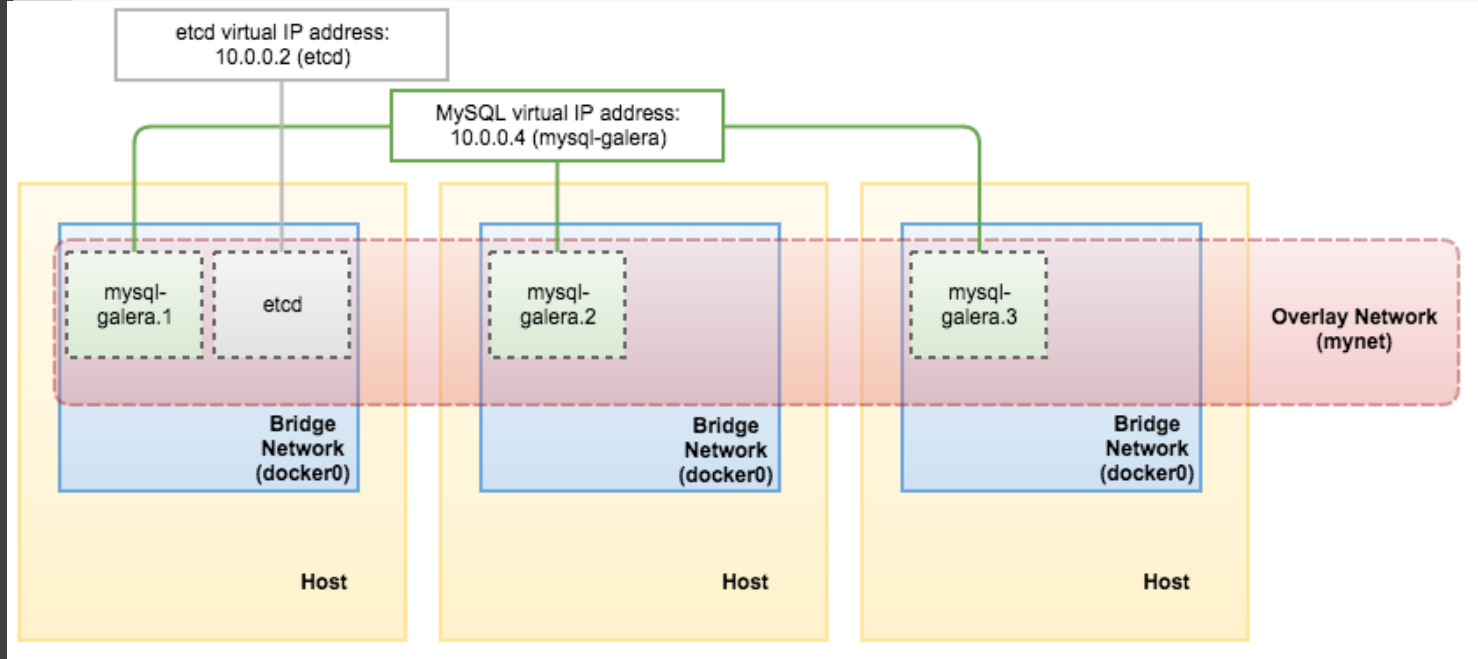 etcd virtual IP address:
10.0.0.2 (etcd)
MySQL virtual IP address:
10.0.0.4 (mysql-galera)
mysql-
galera.1
etcd
mysql-
galera.2
mysql-
galera.3
Overlay Network
(mynet)
Bridge
Network
(docker0)
Bridge
Network
(docker0)
Bridge
Network
(docker0)
Host
Host
Host